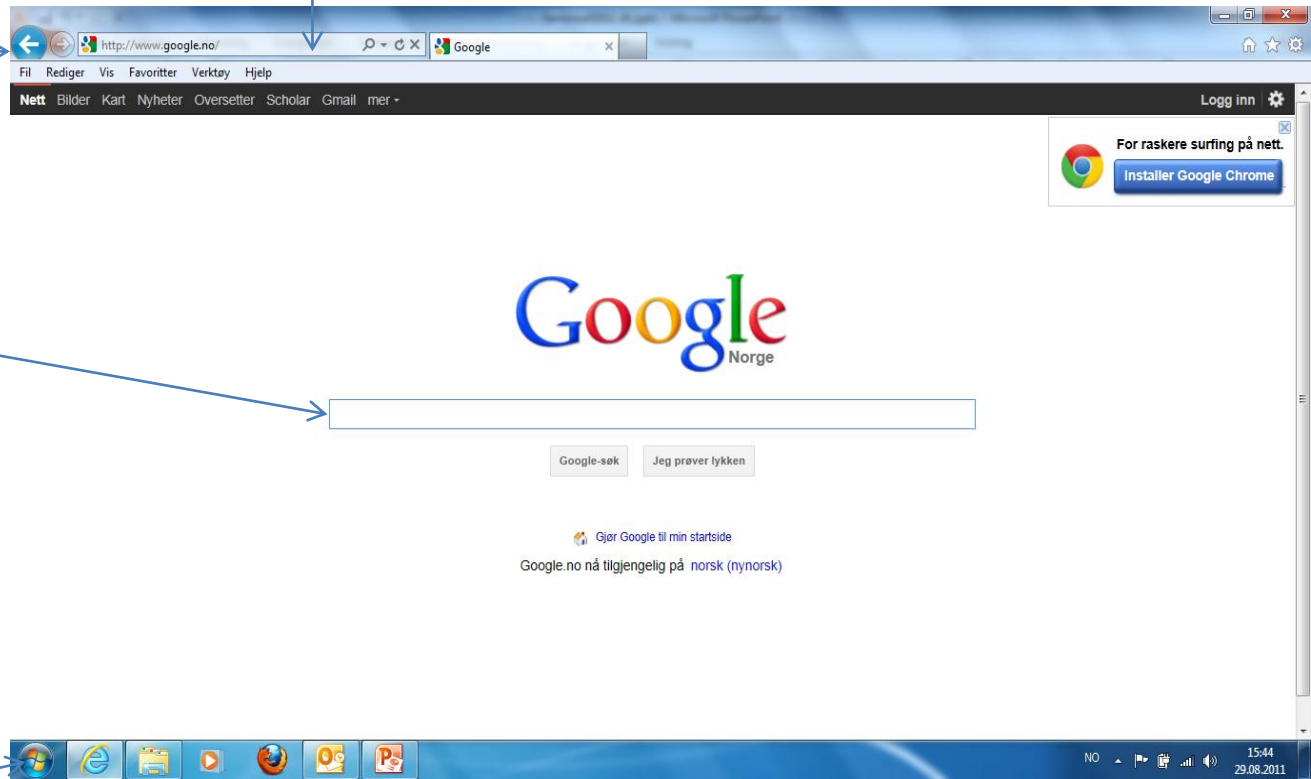 http://www.google.no/
Google
Fil Rediger Vis Favoritter Verktøy Hjelp
Nett Bilder Kart Nyheter Oversetter Scholar Gmail mer
Logg inn
For raskere surfing på nett.
Installer Google Chrome
Google
Norge
Google-søk Jeg prøver lykken
Gjør Google til min startside
Google.no nå tilgjengelig på norsk (nynorsk)
NO
15:44
29.08.2011